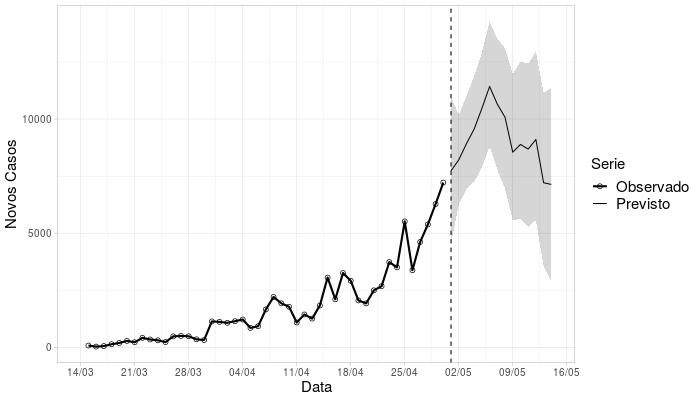 Novos Casos
10000
5000
0
14/03 21/03 28/03 04/04 11/04 18/04 25/04 02/05 09/05 16/05
Data
Serie
Observado
Previsto